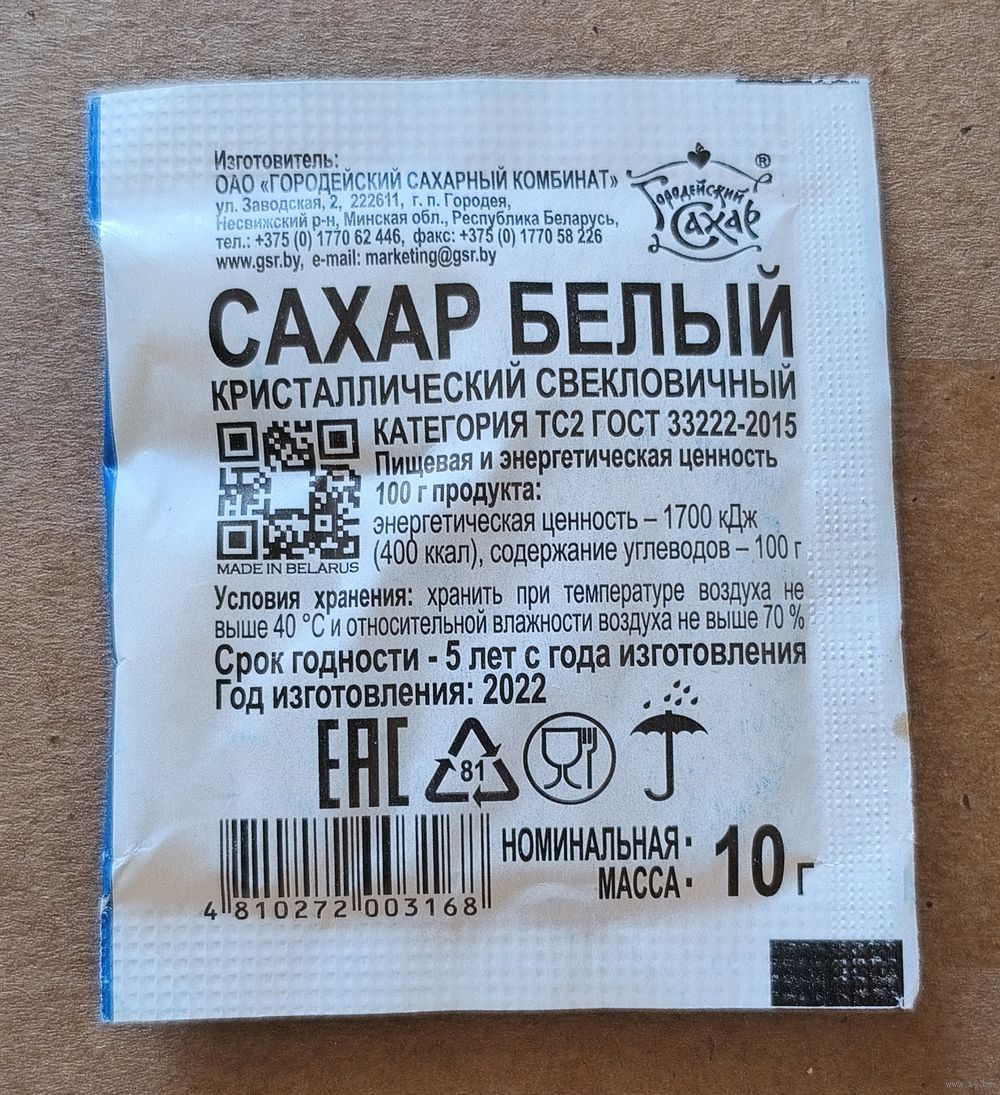 Изготовитель:
ОАО «ГОРОДЕЙСКИЙ САХАРНЫЙ КОМБИНАТ»
ул. Заводская, 2, 222611, г. п. Городея,
Несвижский р-н, Минская обл., Республика Беларусь,
тел.: +375 (0) 1770 62 446, факс: +375 (0) 1770 58 226
www.gsr.by, e-mail: marketing@gsr.by
Городейский ®
Сахар
САХАР БЕЛЫЙ
КРИСТАЛЛИЧЕСКИЙ СВЕКЛОВИЧНЫЙ
КАТЕГОРИЯ ТС2 ГОСТ 33222-2015
Пищевая и энергетическая ценность
100 г продукта:
энергетическая ценность – 1700 кДж
(400 ккал), содержание углеводов – 100 г
MADE IN BELARUS
Условия хранения: хранить при температуре воздуха не
выше 40 °С и относительной влажности воздуха не выше 70 %
Срок годности - 5 лет с года изготовления
Год изготовления: 2022
EAC
81
НОМИНАЛЬНАЯ
МАССА: 10 г
4 810272 003168
www.ay.by